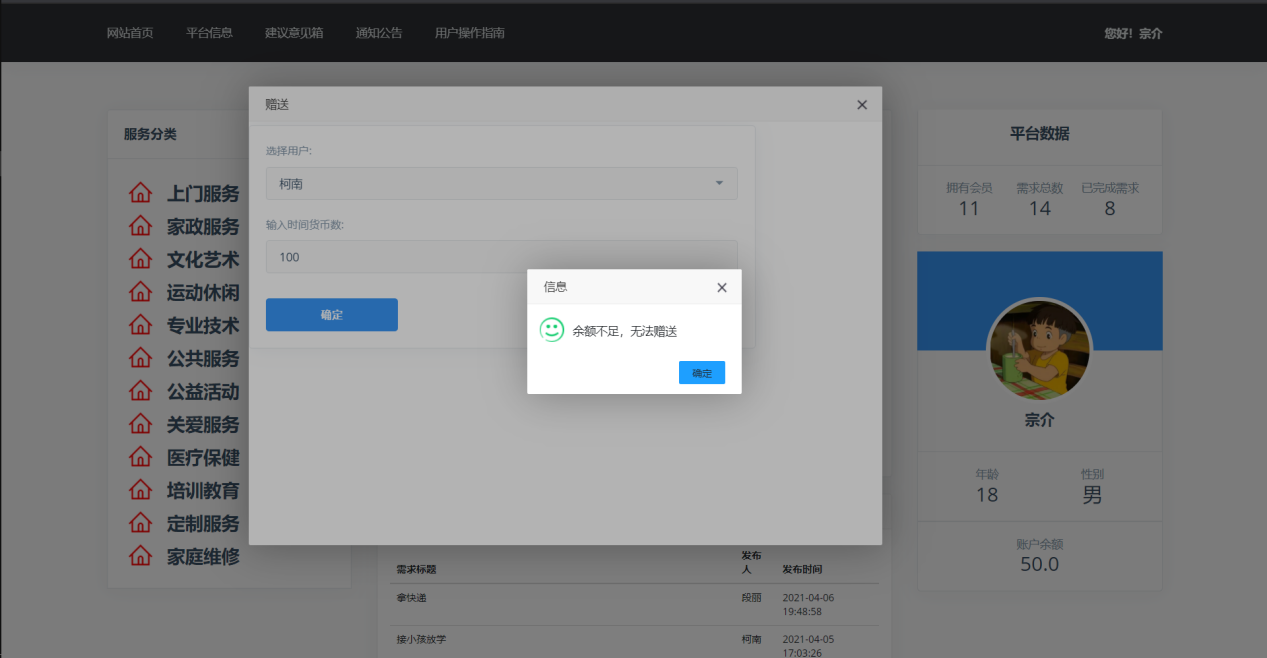 网站首页 平台信息 建议意见箱 通知公告 用户操作指南 您好！宗介
服务分类
上门服务
家政服务
文化艺术
运动休闲
专业技术
公共服务
公益活动
关爱服务
医疗保健
培训教育
定制服务
家庭维修
赠送
选择用户:
柯南
输入时间货币数:
100
确定
信息
余额不足，无法赠送
确定
需求标题 发布人 发布时间
拿快递 段丽 2021-04-06 19:48:58
接小孩放学 柯南 2021-04-05 17:03:26
平台数据
拥有会员 需求总数 已完成需求
11 14 8
宗介
年龄 性别
18 男
账户余额
50.0